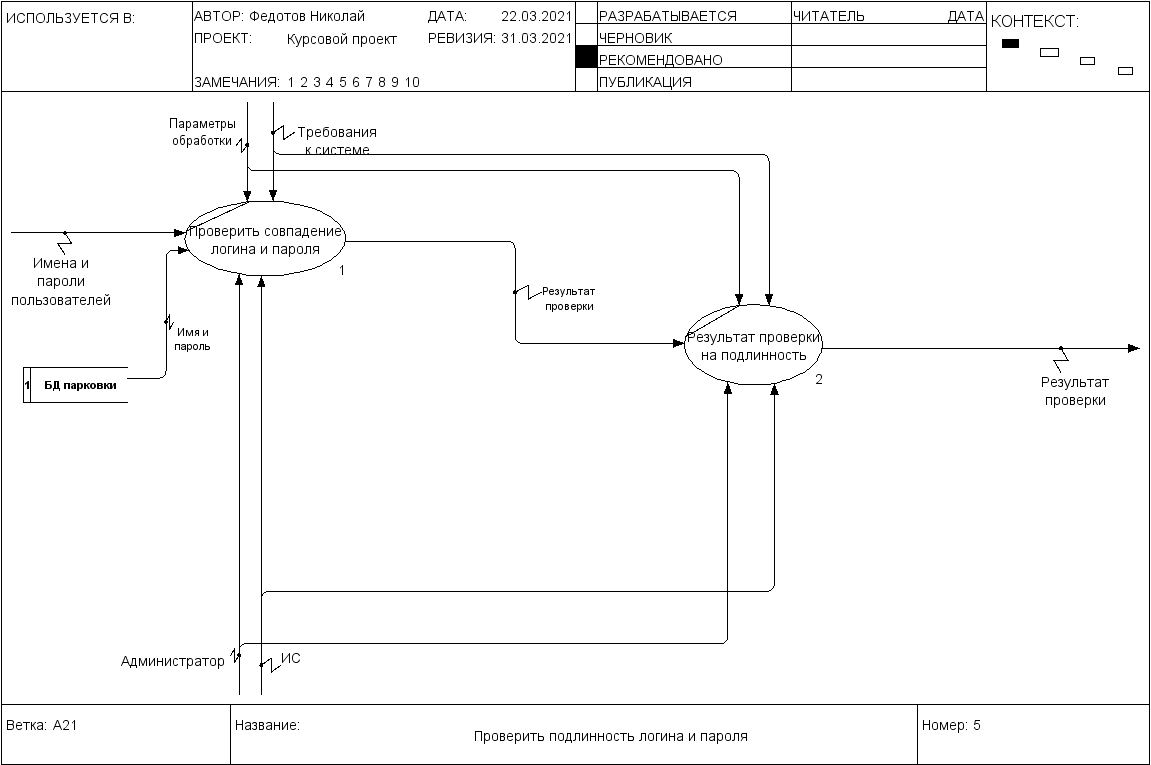 ИСПОЛЬЗУЕТСЯ В:
АВТОР: Федотов Николай
ДАТА: 22.03.2021
ПРОЕКТ: Курсовой проект
РЕВИЗИЯ: 31.03.2021
ЗАМЕЧАНИЯ: 1 2 3 4 5 6 7 8 9 10
РАЗРАБАТЫВАЕТСЯ
ЧЕРНОВИК
РЕКОМЕНДОВАНО
ПУБЛИКАЦИЯ
ЧИТАТЕЛЬ ДАТА
КОНТЕКСТ:
Параметры
обработки
Требования
к системе
Проверить совпадение
логина и пароля
1
Имена и
пароли
пользователей
Имя и
пароль
1 БД парковки
Результат
проверки
Результат проверки
на подлинность
2
Результат
проверки
Администратор
ИС
Ветка: A21
Название:
Проверить подлинность логина и пароля
Номер: 5